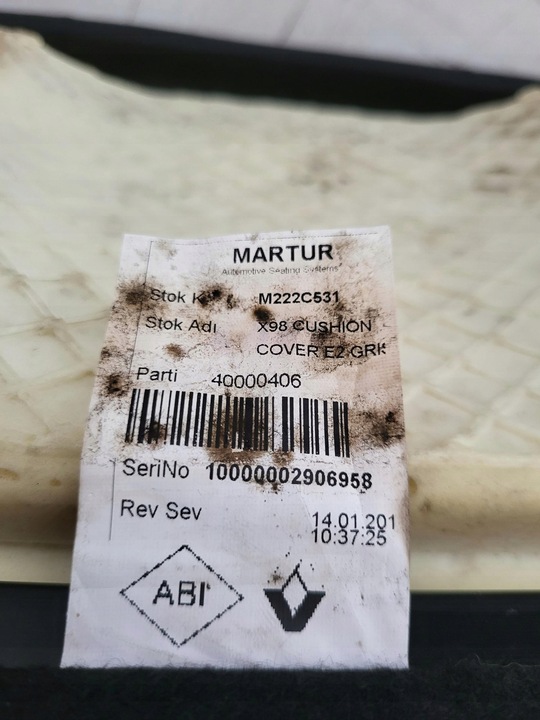 MARTUR
Automotive Seating Systems
Stok M222C531
Stok Adı X98 CUSHION
COVER E2 GRK
Parti 40000406
SeriNo 10000002906958
Rev Sev
14.01.201
10:37:25
ABI